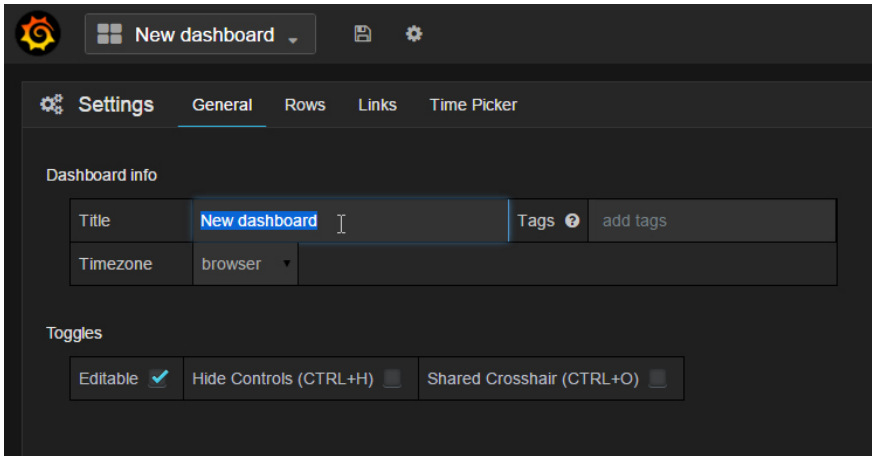 New dashboard
Settings General Rows Links Time Picker
Dashboard info
Title New dashboard Tags ? add tags
Timezone browser
Toggles
Editable Hide Controls (CTRL+H) Shared Crosshair (CTRL+O)